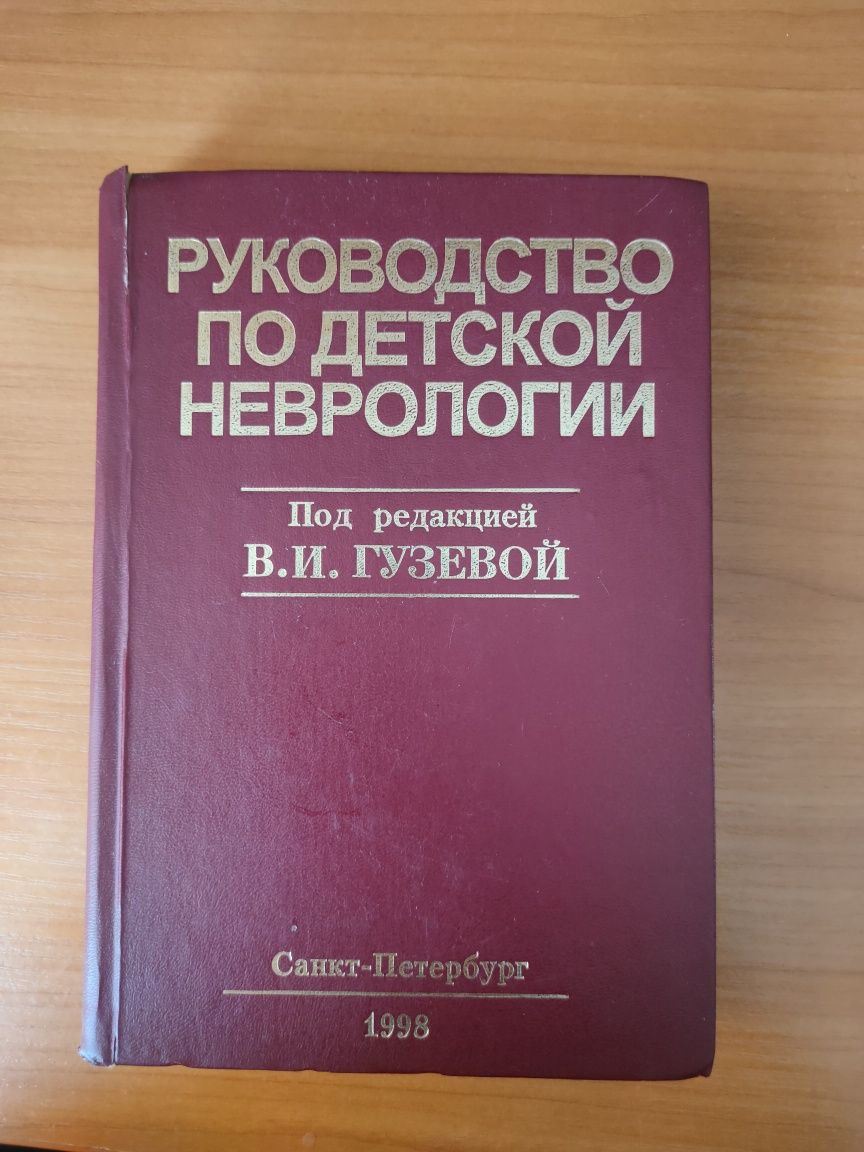 РУКОВОДСТВО
ПО ДЕТСКОЙ
НЕВРОЛОГИИ
Под редакцией
В.И. ГУЗЕВОЙ
Санкт-Петербург
1998